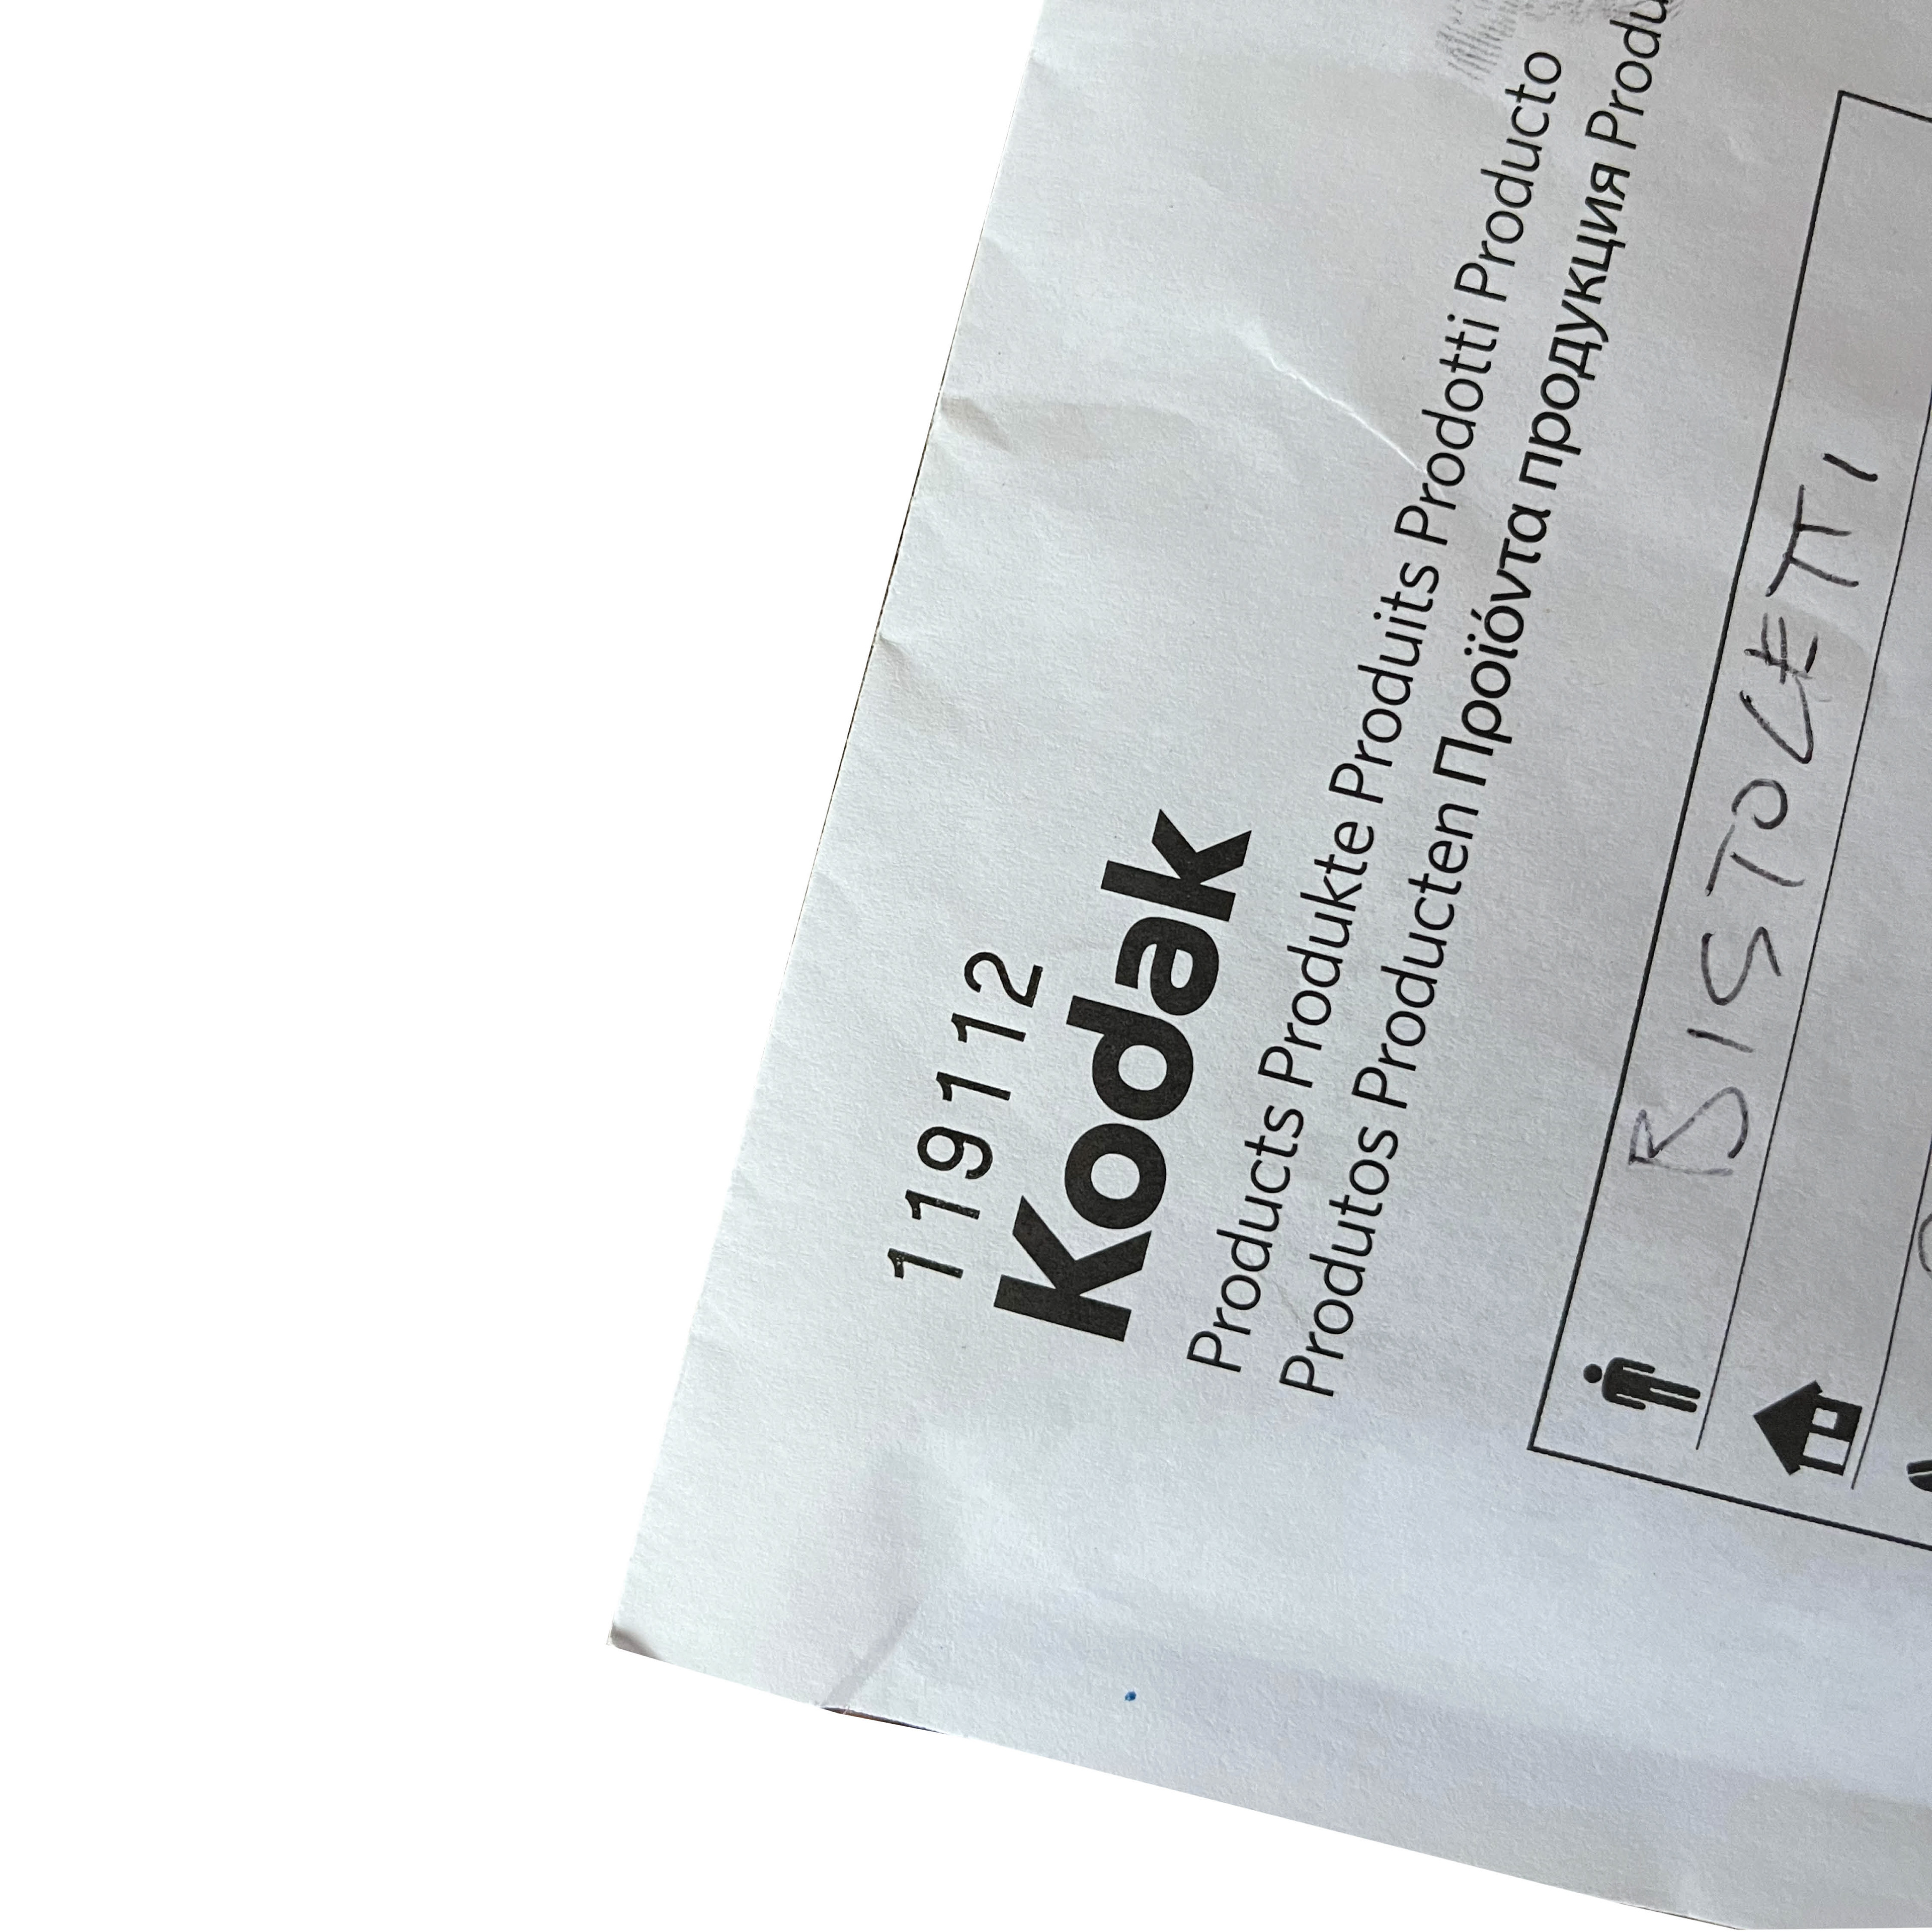 119112
Kodak
Products Produkte Produits Prodotti Producto
Produtos Producten Προϊόντα продукция Produ
BISTOLETTI